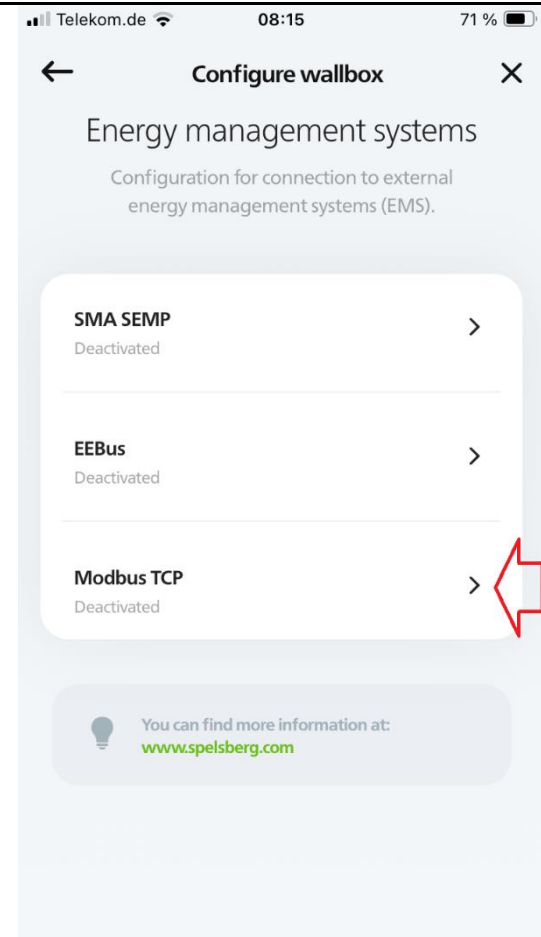 Telekom.de 08:15 71 %
Configure wallbox
Energy management systems
Configuration for connection to external
energy management systems (EMS).
SMA SEMP
Deactivated
EEBus
Deactivated
Modbus TCP
Deactivated
You can find more information at:
www.spelsberg.com